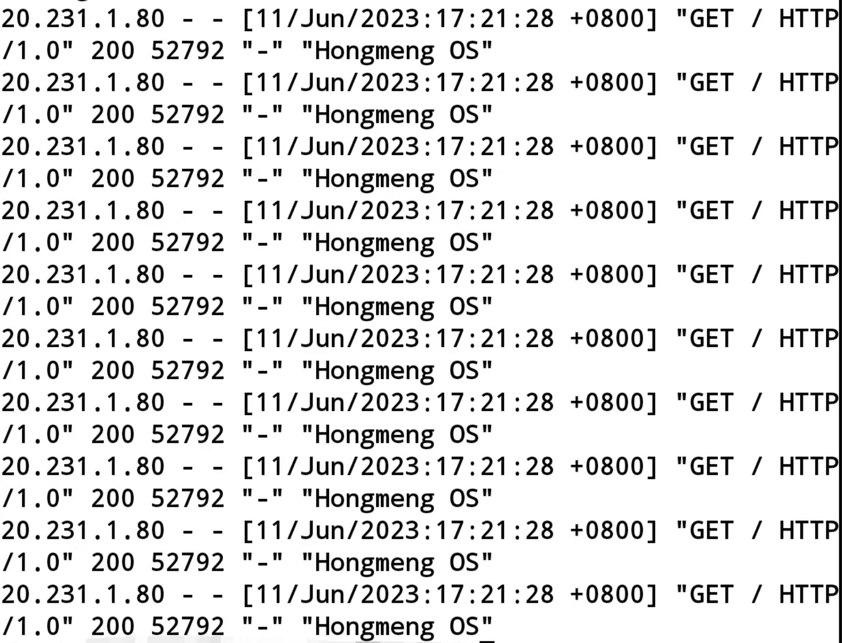 20.231.1.80 - - [11/Jun/2023:17:21:28 +0800] "GET / HTTP
/1.0" 200 52792 "-" "Hongmeng OS"
20.231.1.80 - - [11/Jun/2023:17:21:28 +0800] "GET / HTTP
/1.0" 200 52792 "-" "Hongmeng OS"
20.231.1.80 - - [11/Jun/2023:17:21:28 +0800] "GET / HTTP
/1.0" 200 52792 "-" "Hongmeng OS"
20.231.1.80 - - [11/Jun/2023:17:21:28 +0800] "GET / HTTP
/1.0" 200 52792 "-" "Hongmeng OS"
20.231.1.80 - - [11/Jun/2023:17:21:28 +0800] "GET / HTTP
/1.0" 200 52792 "-" "Hongmeng OS"
20.231.1.80 - - [11/Jun/2023:17:21:28 +0800] "GET / HTTP
/1.0" 200 52792 "-" "Hongmeng OS"
20.231.1.80 - - [11/Jun/2023:17:21:28 +0800] "GET / HTTP
/1.0" 200 52792 "-" "Hongmeng OS"
20.231.1.80 - - [11/Jun/2023:17:21:28 +0800] "GET / HTTP
/1.0" 200 52792 "-" "Hongmeng OS"
20.231.1.80 - - [11/Jun/2023:17:21:28 +0800] "GET / HTTP
/1.0" 200 52792 "-" "Hongmeng OS"
20.231.1.80 - - [11/Jun/2023:17:21:28 +0800] "GET / HTTP
/1.0" 200 52792 "-" "Hongmeng OS"